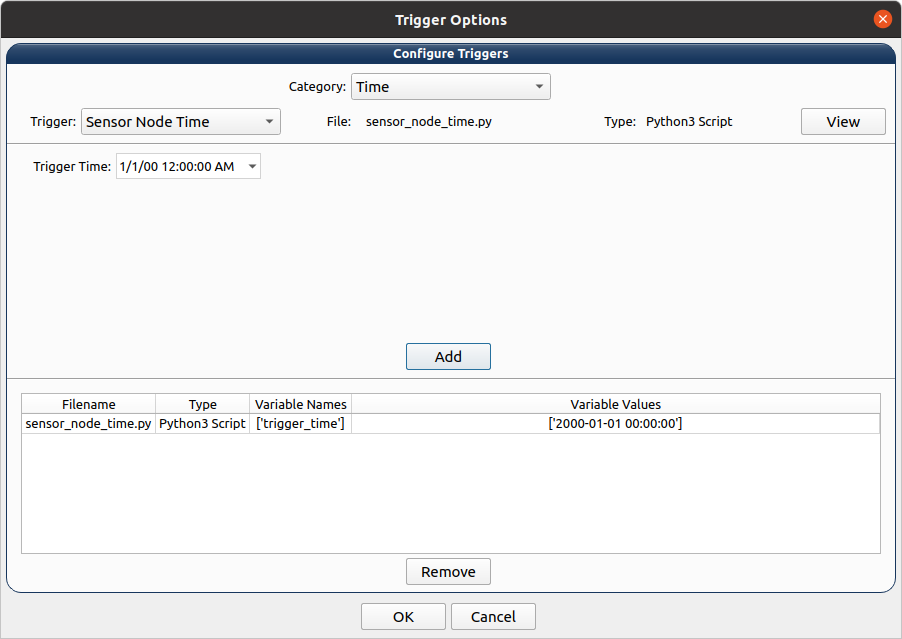 Trigger Options
Configure Triggers
Category: Time
Trigger: Sensor Node Time File: sensor_node_time.py Type: Python3 Script View
Trigger Time: 1/1/00 12:00:00 AM
Add
Filename Type Variable Names Variable Values
sensor_node_time.py Python3 Script ['trigger_time'] ['2000-01-01 00:00:00']
Remove
OK Cancel